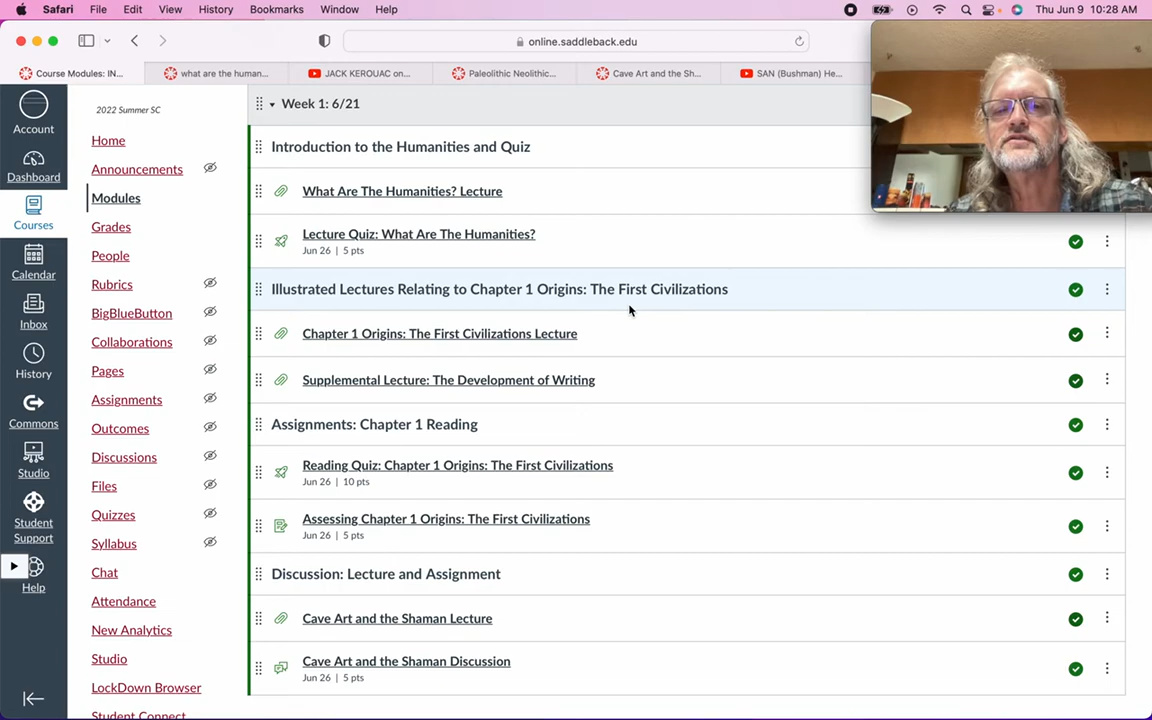 Safari File Edit View History Bookmarks Window Help Thu Jun 9 10:28 AM
online.saddleback.edu
Course Modules: IN... what are the human... JACK KEROUAC on... Paleolithic Neolithic... Cave Art and the Sh... SAN (Bushman) He...
Account
Dashboard
Courses
Calendar
Inbox
History
Commons
Studio
Student
Support
Help
2022 Summer SC
Home
Announcements
Modules
Grades
People
Rubrics
BigBlueButton
Collaborations
Pages
Assignments
Outcomes
Discussions
Files
Quizzes
Syllabus
Chat
Attendance
New Analytics
Studio
LockDown Browser
Student Connect
Week 1: 6/21
Introduction to the Humanities and Quiz
What Are The Humanities? Lecture
Lecture Quiz: What Are The Humanities?
Jun 26 | 5 pts
Illustrated Lectures Relating to Chapter 1 Origins: The First Civilizations
Chapter 1 Origins: The First Civilizations Lecture
Supplemental Lecture: The Development of Writing
Assignments: Chapter 1 Reading
Reading Quiz: Chapter 1 Origins: The First Civilizations
Jun 26 | 10 pts
Assessing Chapter 1 Origins: The First Civilizations
Jun 26 | 5 pts
Discussion: Lecture and Assignment
Cave Art and the Shaman Lecture
Cave Art and the Shaman Discussion
Jun 26 | 5 pts